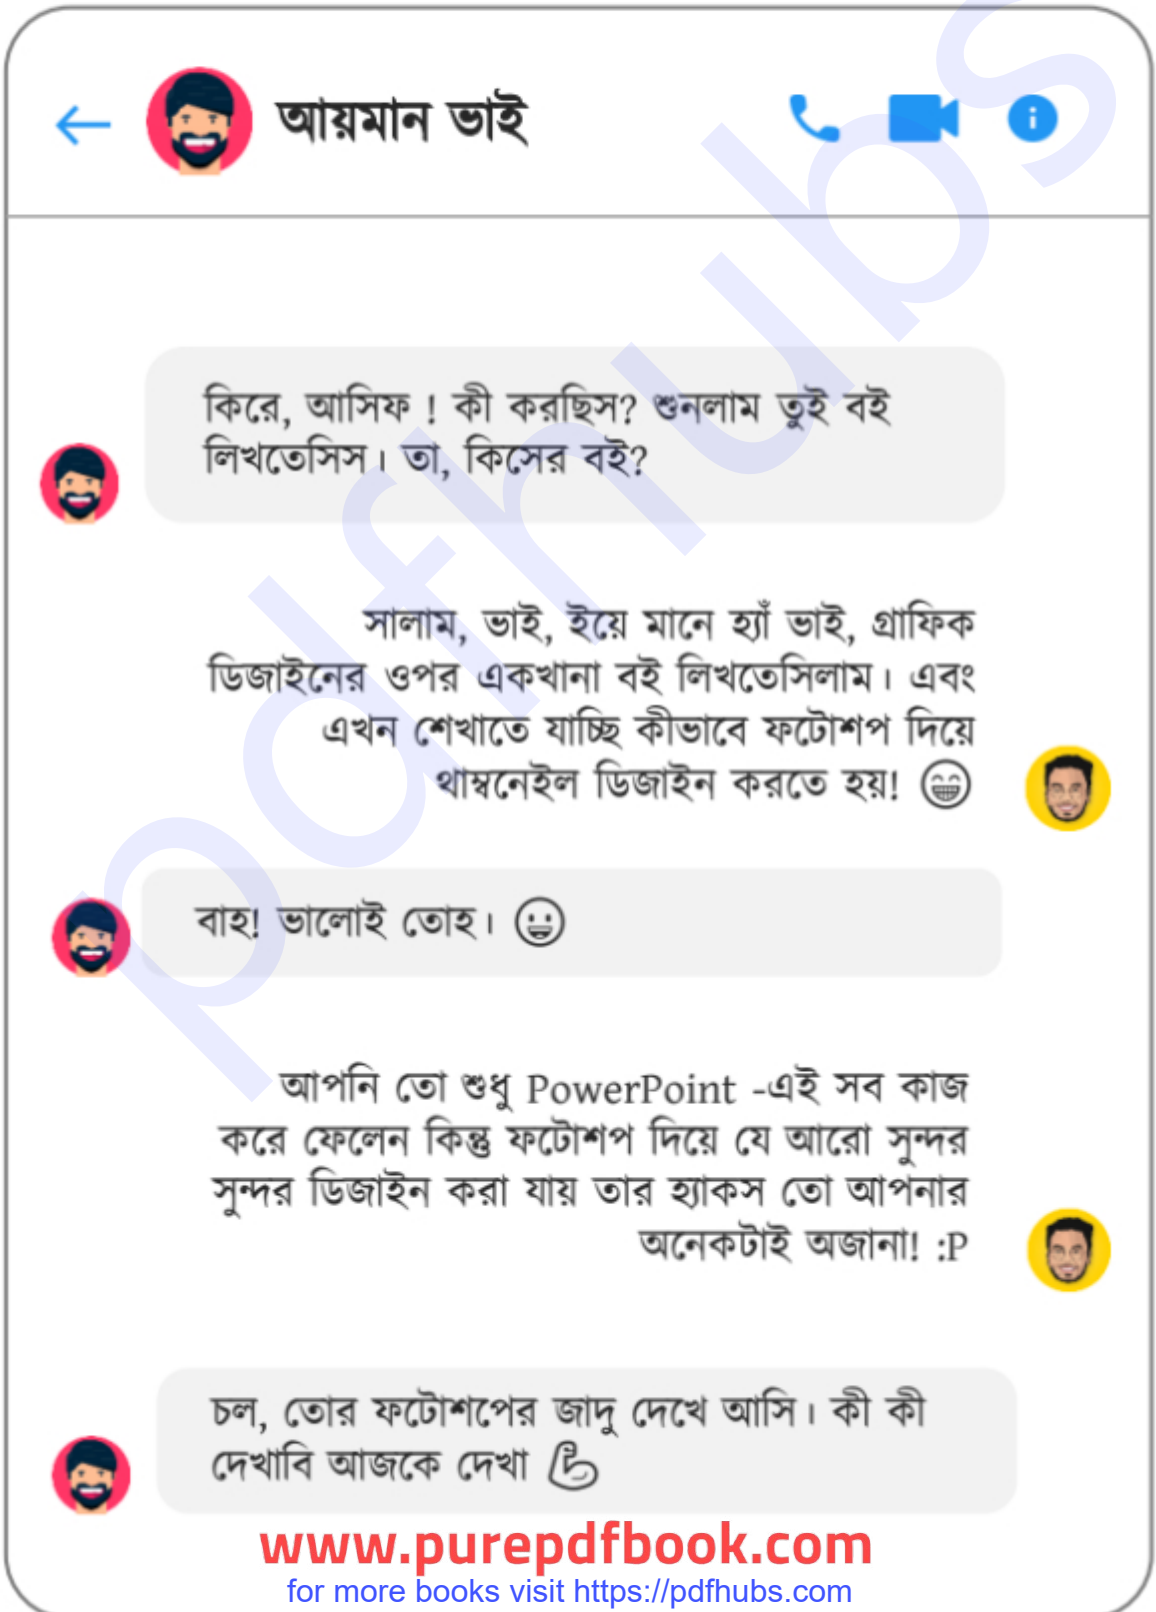 আয়মান ভাই
কিরে, আসিফ ! কী করছিস? শুনলাম তুই বই
লিখতেসিস। তা, কিসের বই?
সালাম, ভাই, ইয়ে মানে হ্যাঁ ভাই, গ্রাফিক
ডিজাইনের ওপর একখানা বই লিখতেসিলাম। এবং
এখন শেখাতে যাচ্ছি কীভাবে ফটোশপ দিয়ে
থাম্বনেইল ডিজাইন করতে হয়! 😁
বাহ! ভালোই তোহ। 😀
আপনি তো শুধু PowerPoint -এই সব কাজ
করে ফেলেন কিন্তু ফটোশপ দিয়ে যে আরো সুন্দর
সুন্দর ডিজাইন করা যায় তার হ্যাকস তো আপনার
অনেকটাই অজানা! :P
চল, তোর ফটোশপের জাদু দেখে আসি। কী কী
দেখাবি আজকে দেখা 💪
www.purepdfbook.com
for more books visit https://pdfhubs.com
pdfhubs